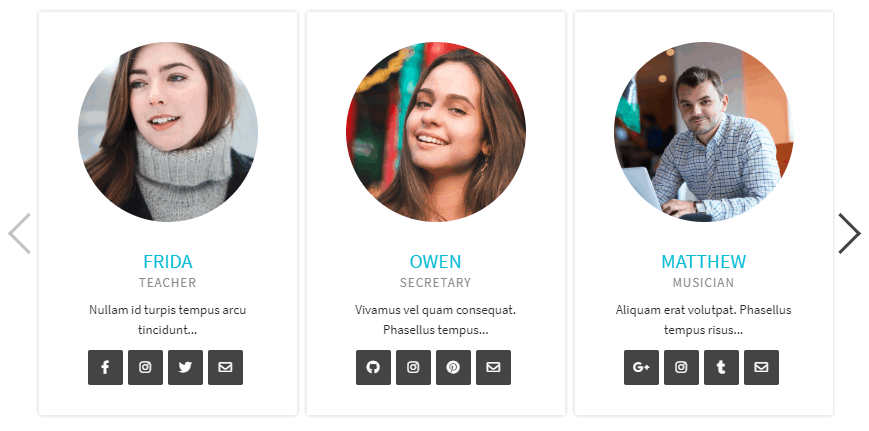 FRIDA
TEACHER
Nullam id turpis tempus arcu
tincidunt...
OWEN
SECRETARY
Vivamus vel quam consequat.
Phasellus tempus...
MATTHEW
MUSICIAN
Aliquam erat volutpat. Phasellus
tempus risus...